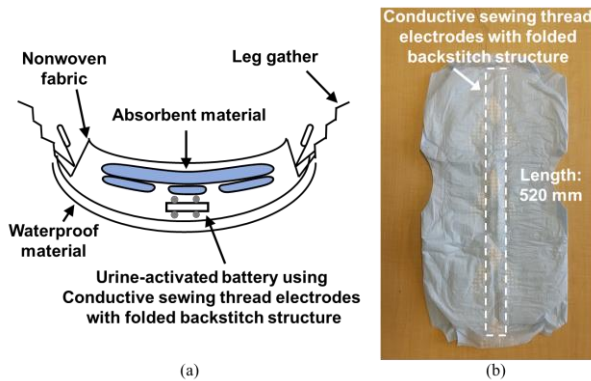 Nonwoven
fabric
Leg gather
Absorbent material
Waterproof
material
Urine-activated battery using
Conductive sewing thread electrodes
with folded backstitch structure
(a)
Conductive sewing thread
electrodes with folded
backstitch structure
Length:
520 mm
(b)